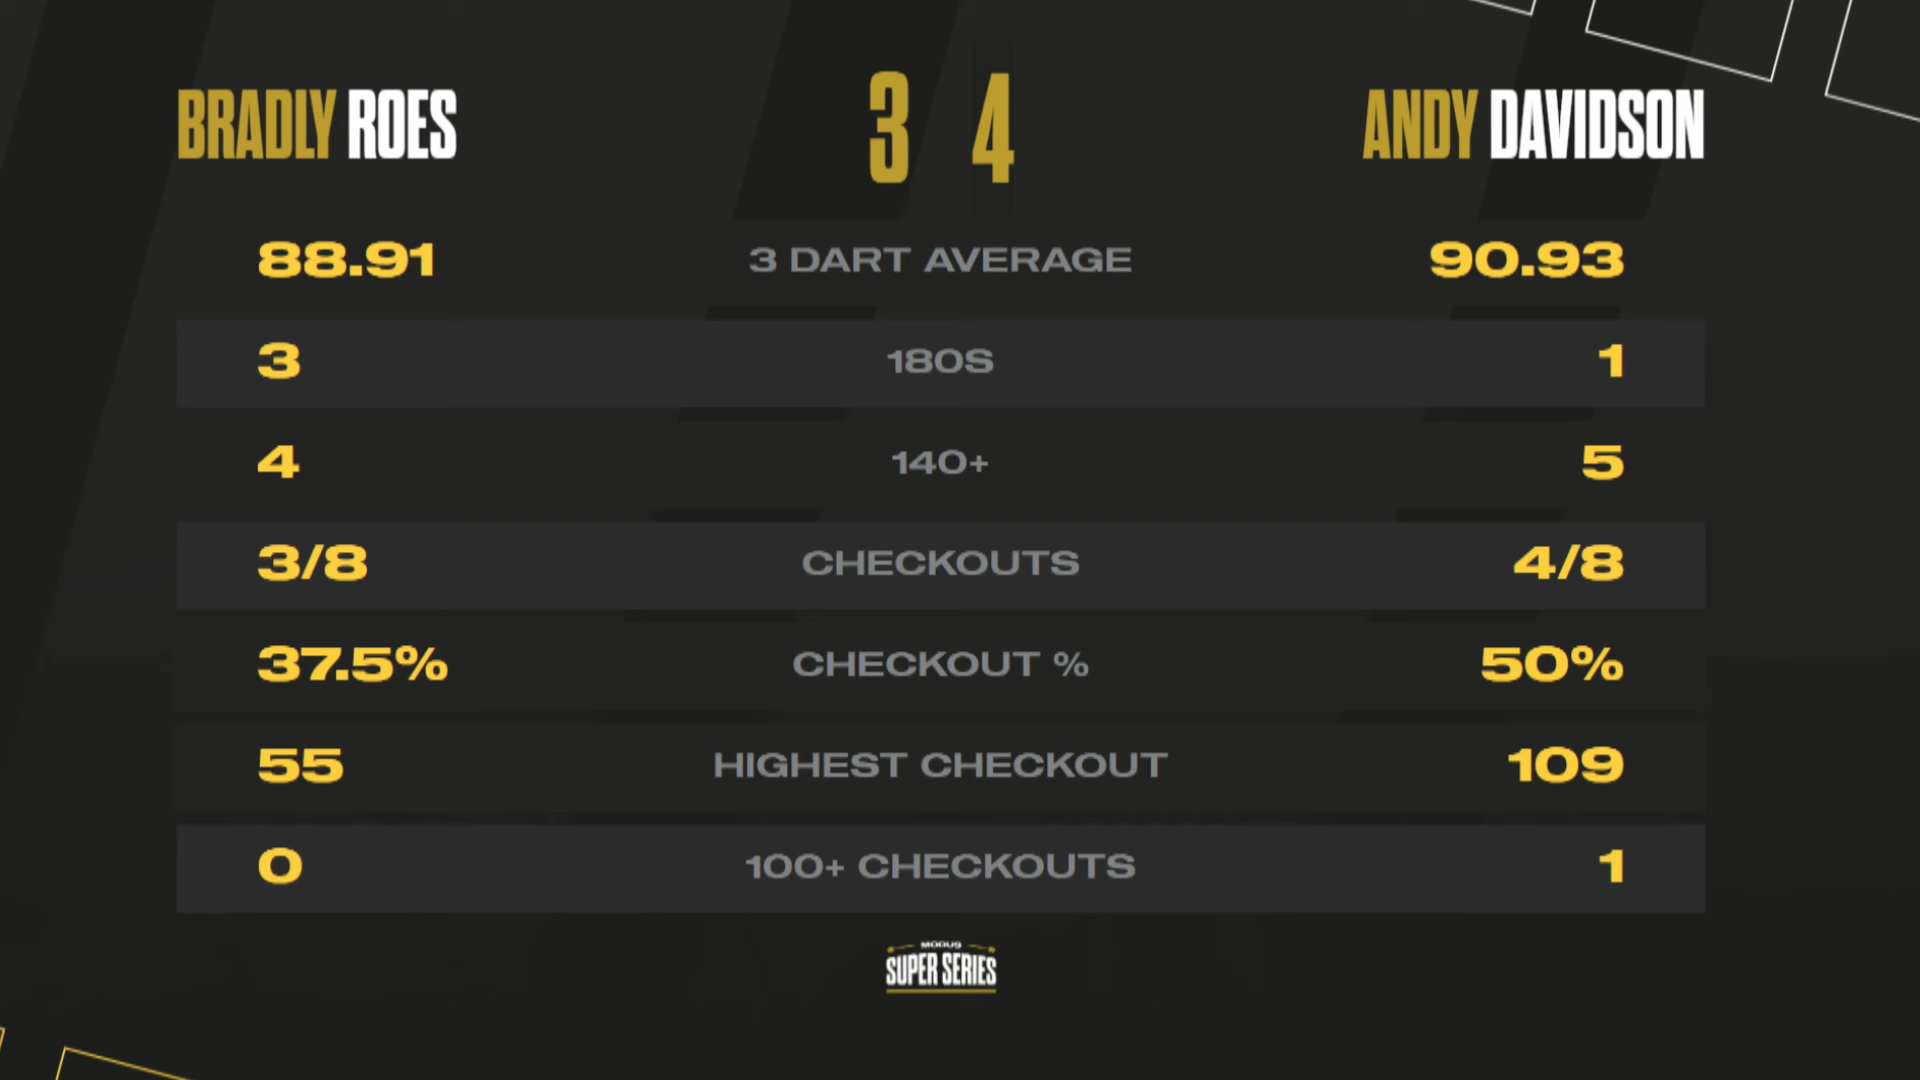 BRADLY ROES 3 4 ANDY DAVIDSON
88.91 3 DART AVERAGE 90.93
3 180S 1
4 140+ 5
3/8 CHECKOUTS 4/8
37.5% CHECKOUT % 50%
55 HIGHEST CHECKOUT 109
0 100+ CHECKOUTS 1
MODUS
SUPER SERIES